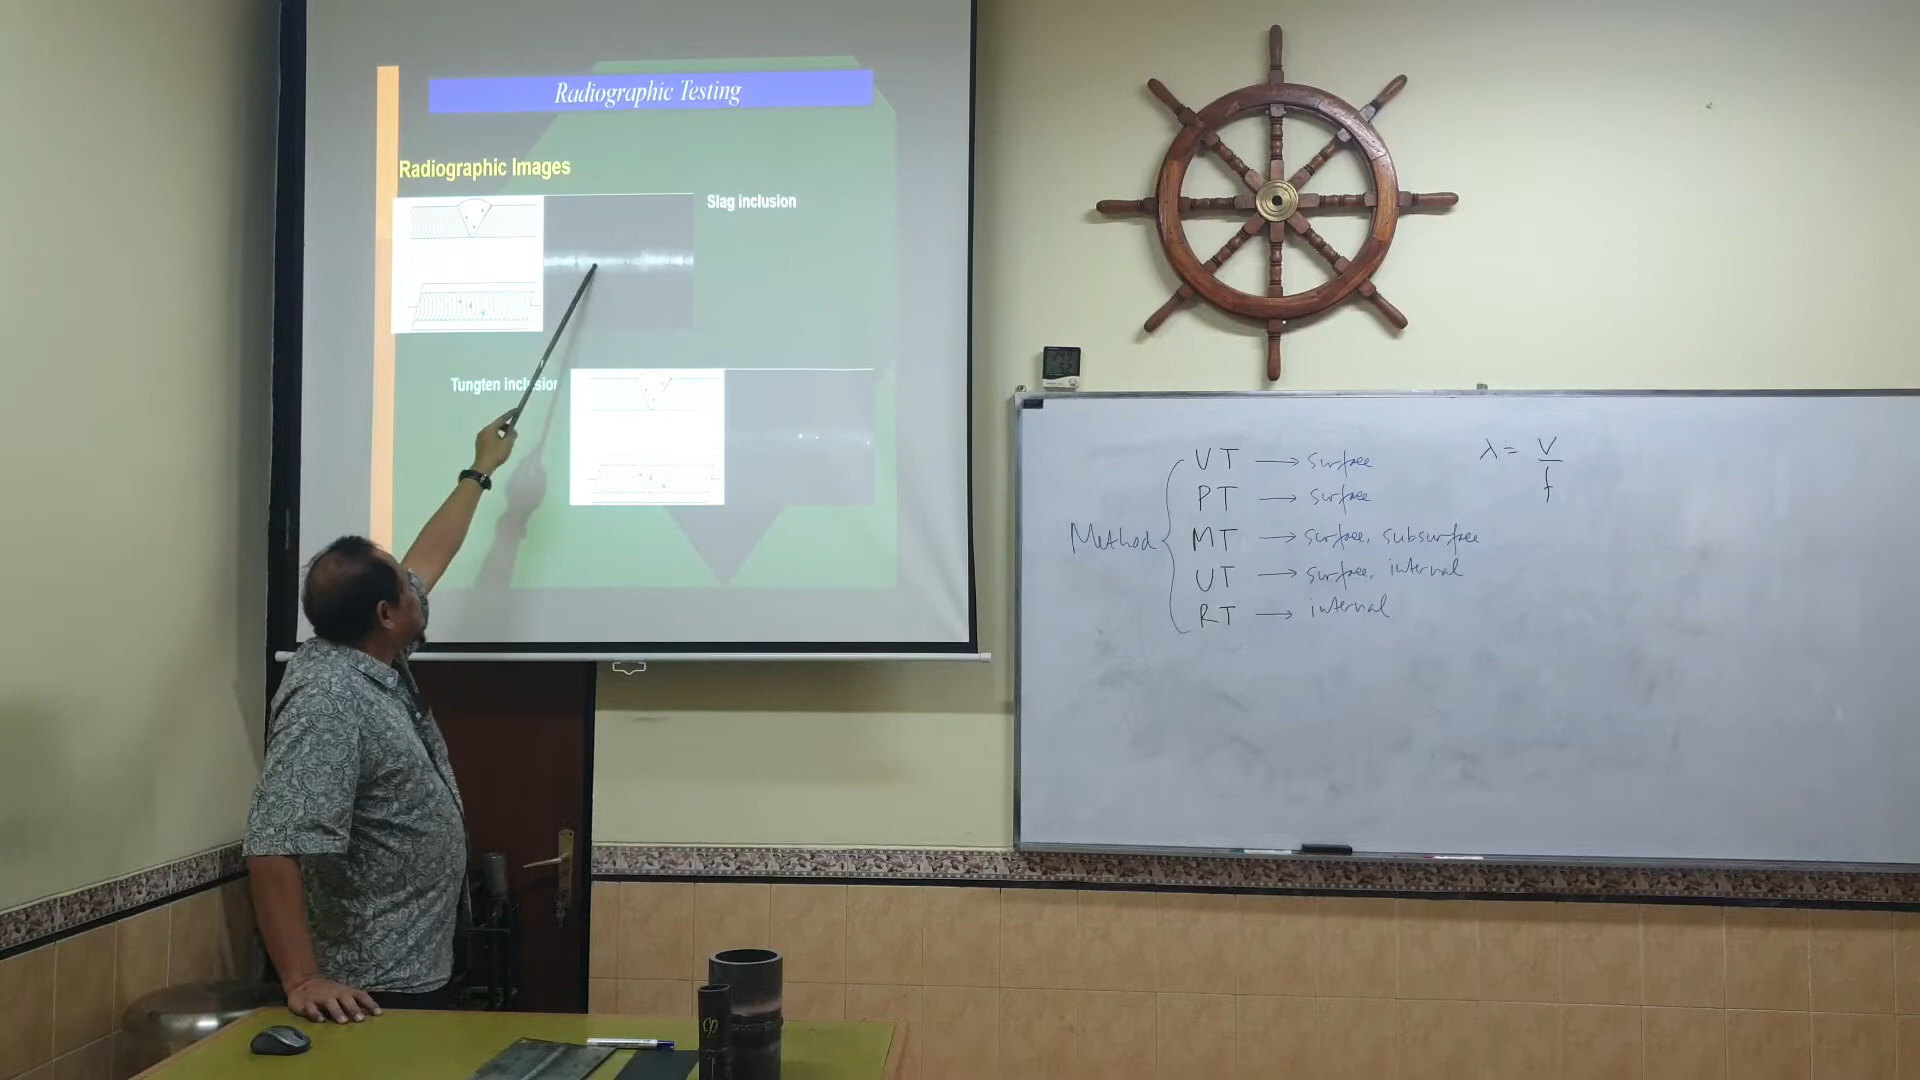 Radiographic Testing
Radiographic Images
Slag inclusion
Tungten inclusion
Method
VT → surface
PT → surface
MT → surface, subsurface
UT → surface, internal
RT → internal
λ = V
f